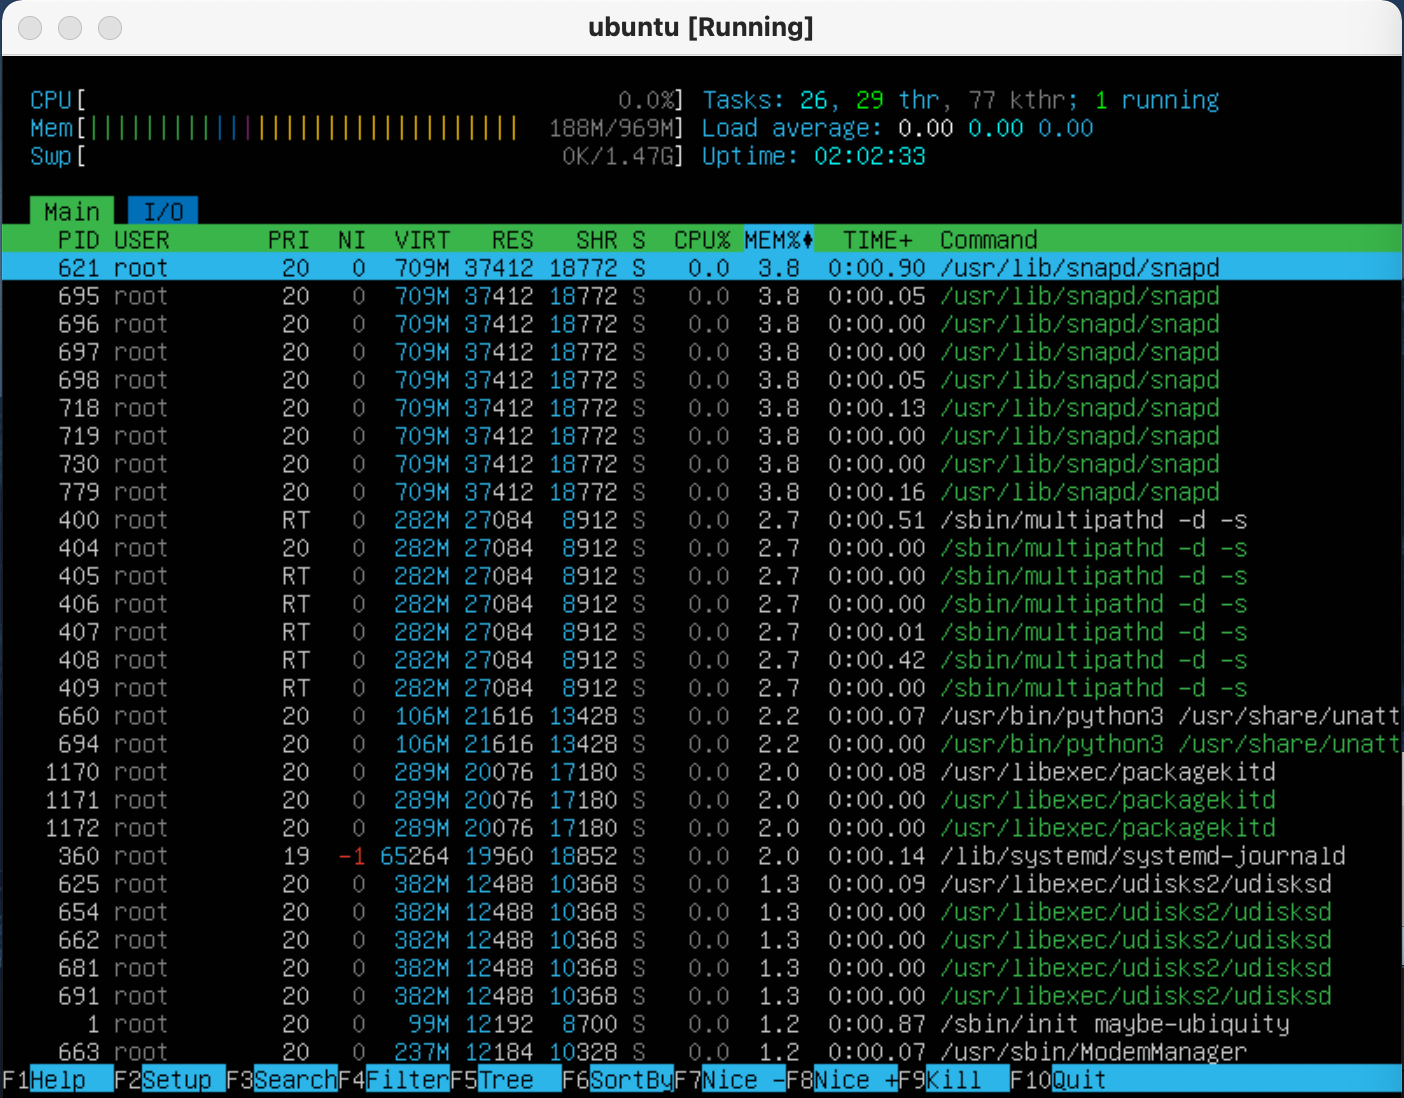 ubuntu [Running]
CPU[ 0.0%] Tasks: 26, 29 thr, 77 kthr; 1 running
Mem[||||||||||||||||||||||||||||||| 188M/969M] Load average: 0.00 0.00 0.00
Swp[ 0K/1.47G] Uptime: 02:02:33
Main I/O
PID USER PRI NI VIRT RES SHR S CPU% MEM%♦ TIME+ Command
621 root 20 0 709M 37412 18772 S 0.0 3.8 0:00.90 /usr/lib/snapd/snapd
695 root 20 0 709M 37412 18772 S 0.0 3.8 0:00.05 /usr/lib/snapd/snapd
696 root 20 0 709M 37412 18772 S 0.0 3.8 0:00.00 /usr/lib/snapd/snapd
697 root 20 0 709M 37412 18772 S 0.0 3.8 0:00.00 /usr/lib/snapd/snapd
698 root 20 0 709M 37412 18772 S 0.0 3.8 0:00.05 /usr/lib/snapd/snapd
718 root 20 0 709M 37412 18772 S 0.0 3.8 0:00.13 /usr/lib/snapd/snapd
719 root 20 0 709M 37412 18772 S 0.0 3.8 0:00.00 /usr/lib/snapd/snapd
730 root 20 0 709M 37412 18772 S 0.0 3.8 0:00.00 /usr/lib/snapd/snapd
779 root 20 0 709M 37412 18772 S 0.0 3.8 0:00.16 /usr/lib/snapd/snapd
400 root RT 0 282M 27084 8912 S 0.0 2.7 0:00.51 /sbin/multipathd -d -s
404 root RT 0 282M 27084 8912 S 0.0 2.7 0:00.00 /sbin/multipathd -d -s
405 root RT 0 282M 27084 8912 S 0.0 2.7 0:00.00 /sbin/multipathd -d -s
406 root RT 0 282M 27084 8912 S 0.0 2.7 0:00.00 /sbin/multipathd -d -s
407 root RT 0 282M 27084 8912 S 0.0 2.7 0:00.01 /sbin/multipathd -d -s
408 root RT 0 282M 27084 8912 S 0.0 2.7 0:00.42 /sbin/multipathd -d -s
409 root RT 0 282M 27084 8912 S 0.0 2.7 0:00.00 /sbin/multipathd -d -s
660 root 20 0 106M 21616 13428 S 0.0 2.2 0:00.07 /usr/bin/python3 /usr/share/unatt
694 root 20 0 106M 21616 13428 S 0.0 2.2 0:00.00 /usr/bin/python3 /usr/share/unatt
1170 root 20 0 289M 20076 17180 S 0.0 2.0 0:00.08 /usr/libexec/packagekitd
1171 root 20 0 289M 20076 17180 S 0.0 2.0 0:00.00 /usr/libexec/packagekitd
1172 root 20 0 289M 20076 17180 S 0.0 2.0 0:00.00 /usr/libexec/packagekitd
360 root 19 -1 65264 19960 18852 S 0.0 2.0 0:00.14 /lib/systemd/systemd-journald
625 root 20 0 382M 12488 10368 S 0.0 1.3 0:00.09 /usr/libexec/udisks2/udisksd
654 root 20 0 382M 12488 10368 S 0.0 1.3 0:00.00 /usr/libexec/udisks2/udisksd
662 root 20 0 382M 12488 10368 S 0.0 1.3 0:00.00 /usr/libexec/udisks2/udisksd
681 root 20 0 382M 12488 10368 S 0.0 1.3 0:00.00 /usr/libexec/udisks2/udisksd
691 root 20 0 382M 12488 10368 S 0.0 1.3 0:00.00 /usr/libexec/udisks2/udisksd
1 root 20 0 99M 12192 8700 S 0.0 1.2 0:00.87 /sbin/init maybe-ubiquity
663 root 20 0 237M 12184 10328 S 0.0 1.2 0:00.07 /usr/sbin/ModemManager
F1Help F2Setup F3SearchF4FilterF5Tree F6SortByF7Nice -F8Nice +F9Kill F10Quit